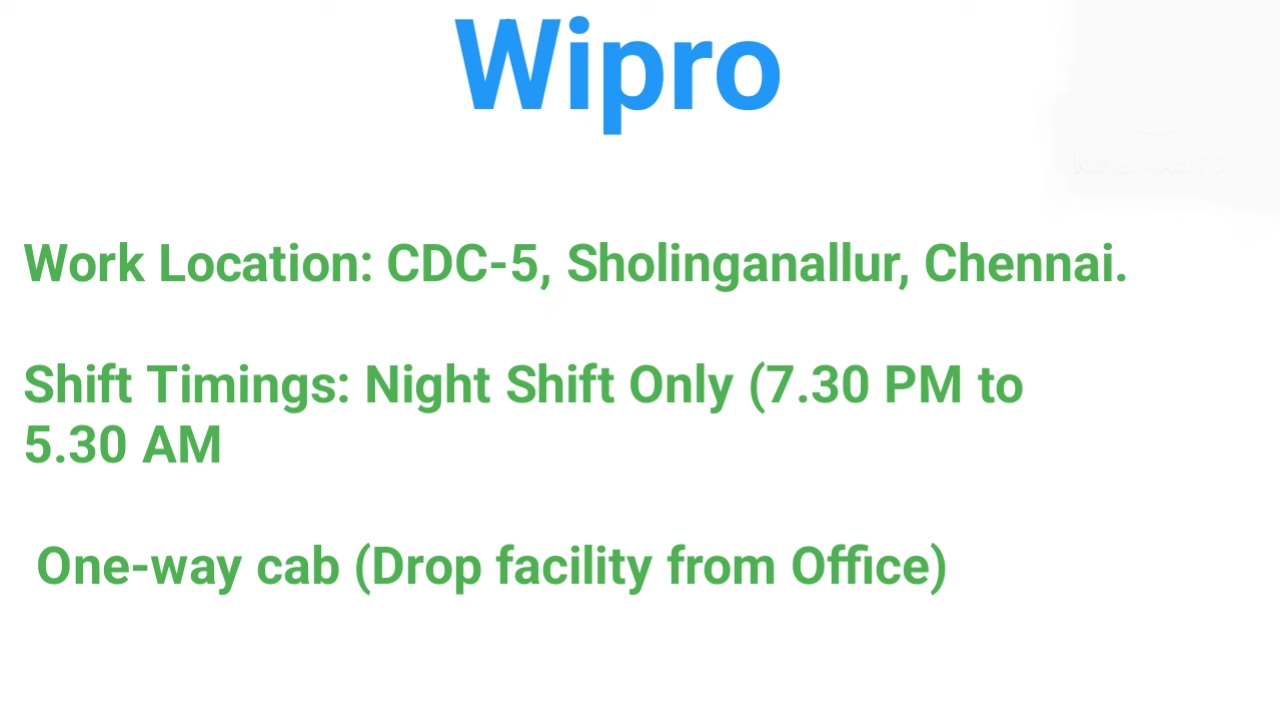 Wipro
KINEMASTER
Work Location: CDC-5, Sholinganallur, Chennai.
Shift Timings: Night Shift Only (7.30 PM to
5.30 AM
One-way cab (Drop facility from Office)